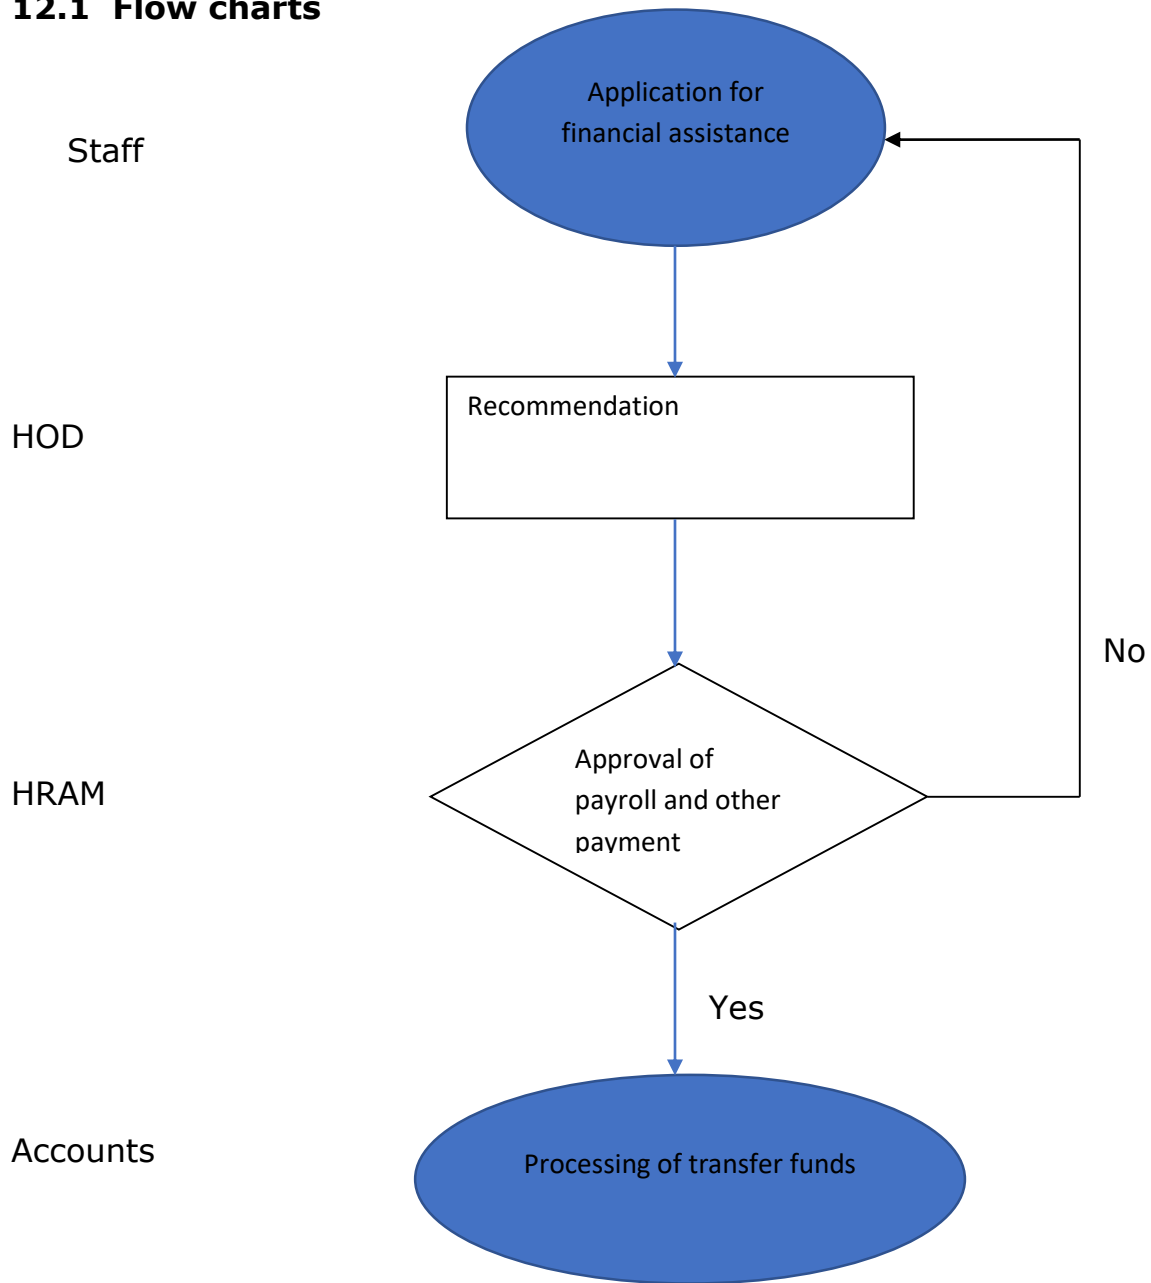 12.1 Flow charts
Application for
financial assistance
Staff
Recommendation
HOD
No
Approval of
payroll and other
payment
HRAM
Yes
Accounts
Processing of transfer funds